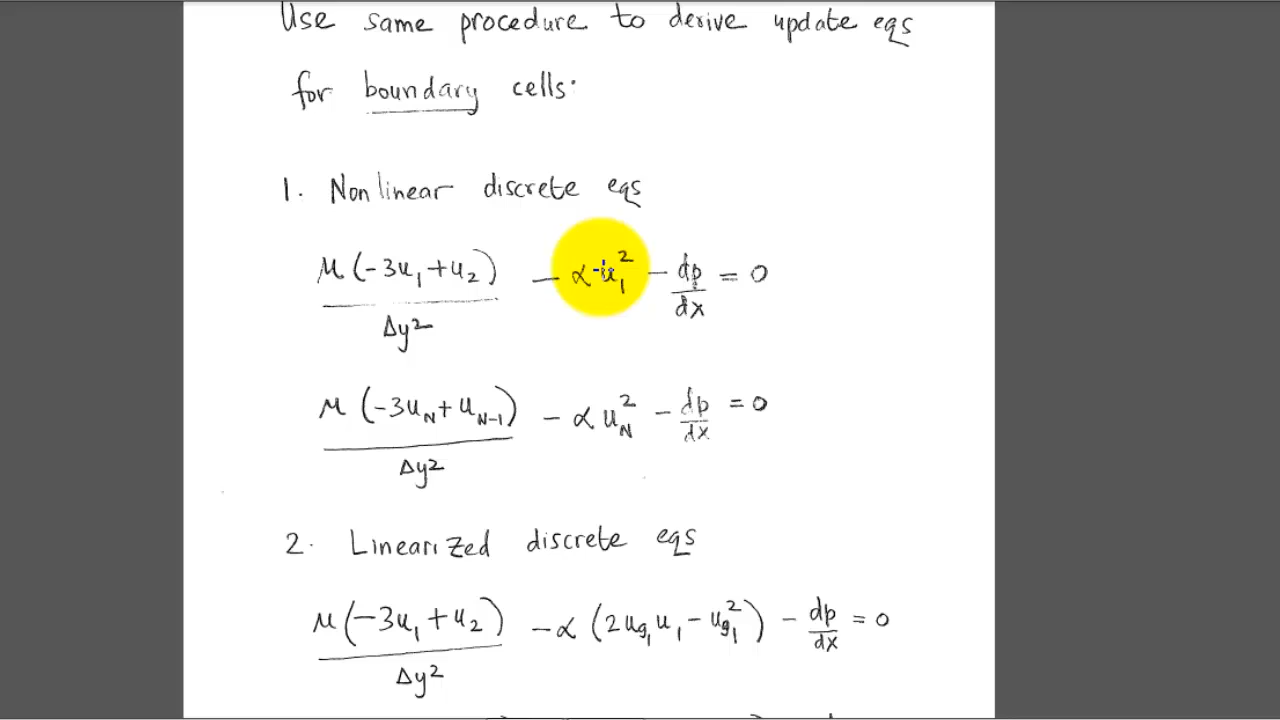 Use same procedure to derive update eqs
for boundary cells.
1. Nonlinear discrete eqs
μ(-3u₁+u₂)/Δy² - αu₁² - dp/dx = 0
μ(-3u_N+u_{N-1})/Δy² - αu_N² - dp/dx = 0
2. Linearized discrete eqs
μ(-3u₁+u₂)/Δy² - α(2u_{g₁}u₁ - u_{g₁}²) - dp/dx = 0